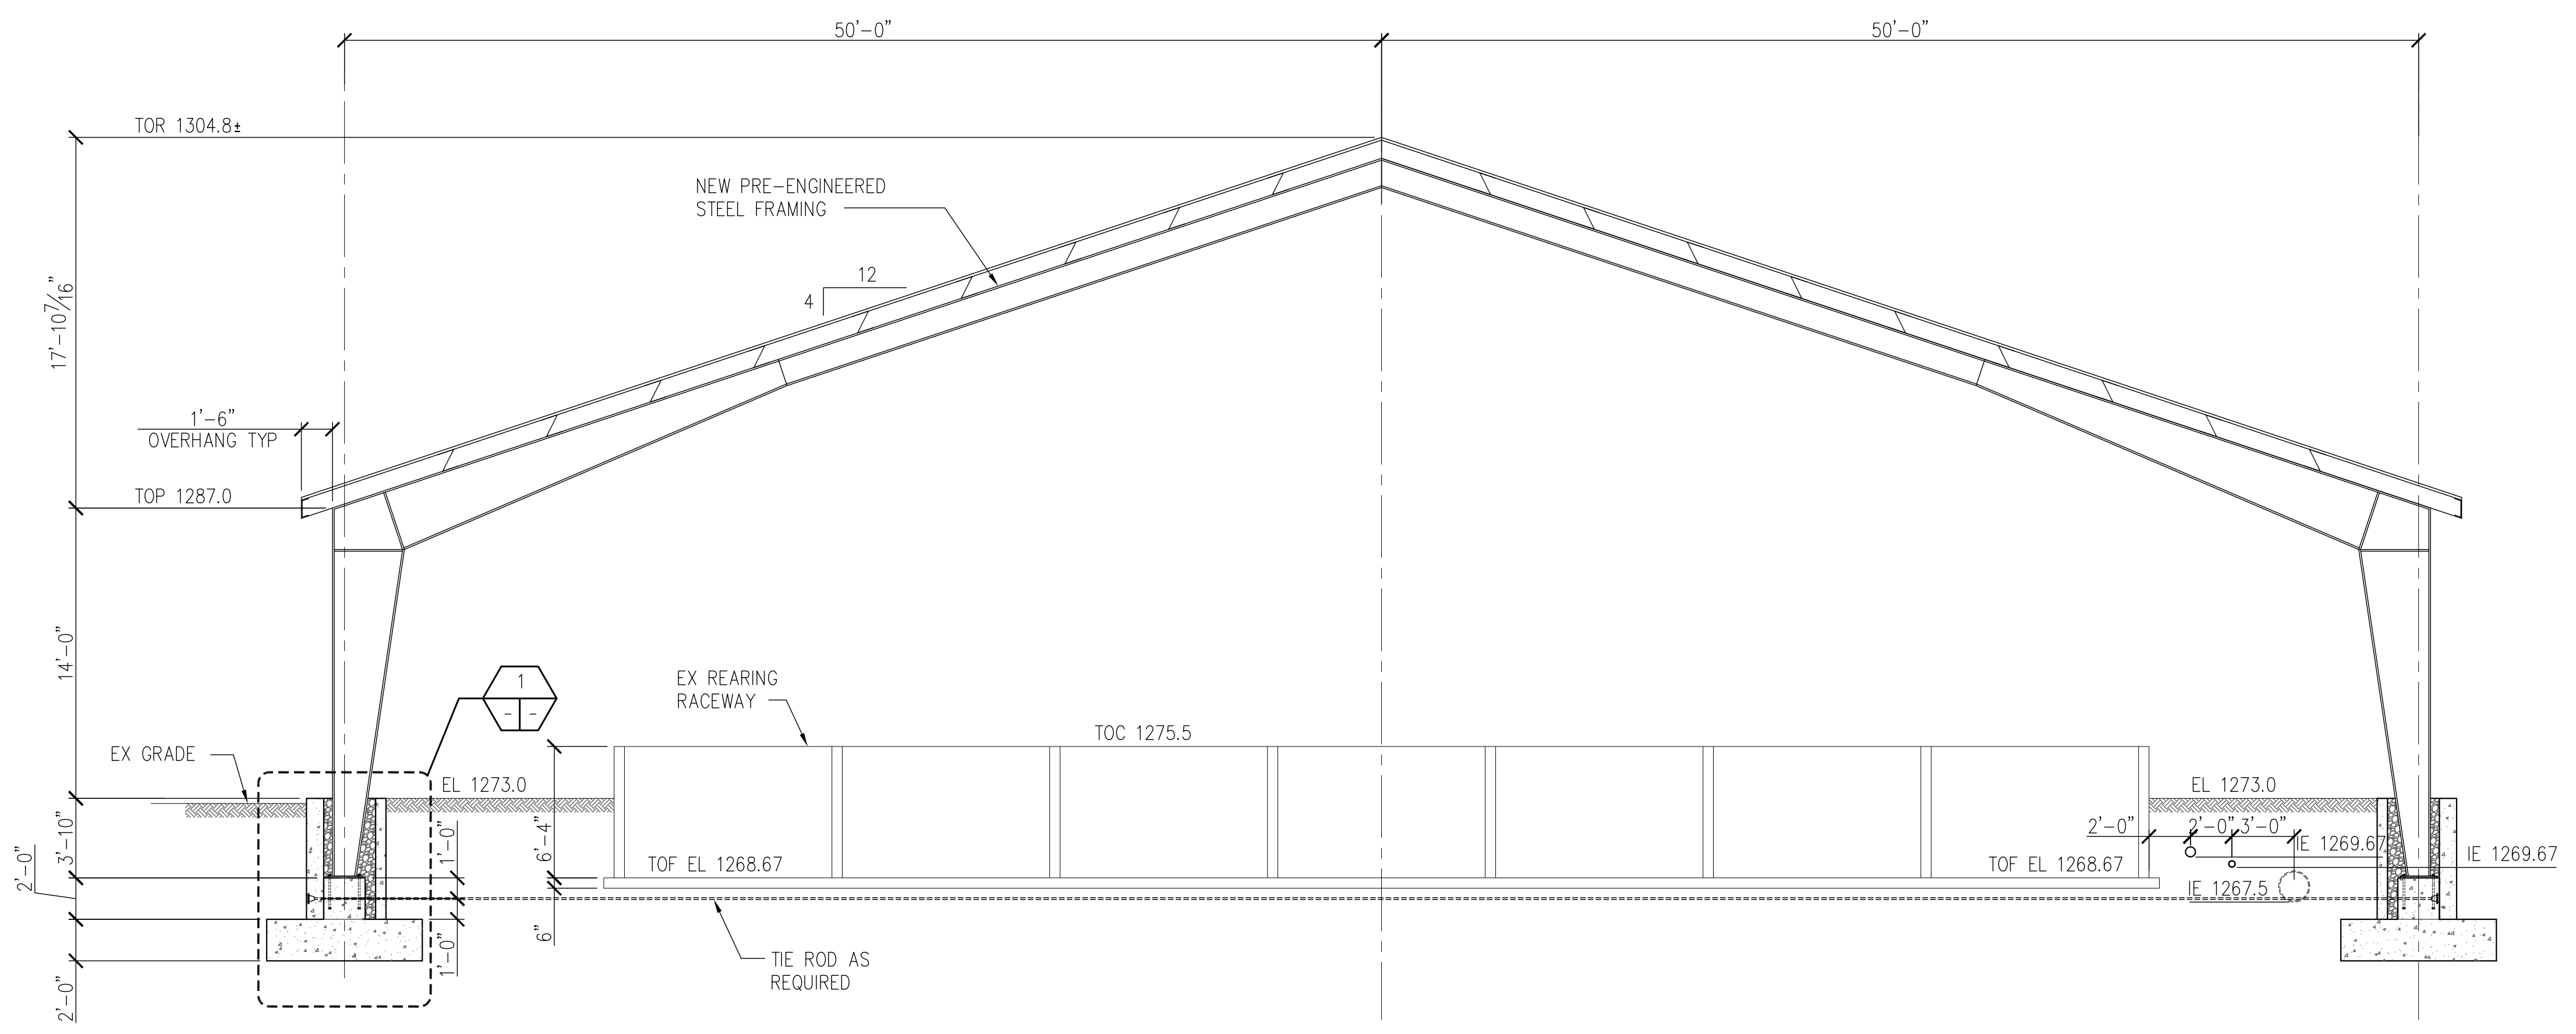 50'-0"
50'-0"
TOR 1304.8±
NEW PRE-ENGINEERED
STEEL FRAMING
12
4
17'-10 7/16"
1'-6"
OVERHANG TYP
TOP 1287.0
14'-0"
1
- -
EX REARING
RACEWAY
TOC 1275.5
EX GRADE
EL 1273.0
EL 1273.0
3'-10"
1'-0"
6'-4"
2'-0"
2'-0"
3'-0"
IE 1269.67
IE 1269.67
TOF EL 1268.67
TOF EL 1268.67
2'-0"
IE 1267.5
6"
1'-0"
TIE ROD AS
REQUIRED
2'-0"